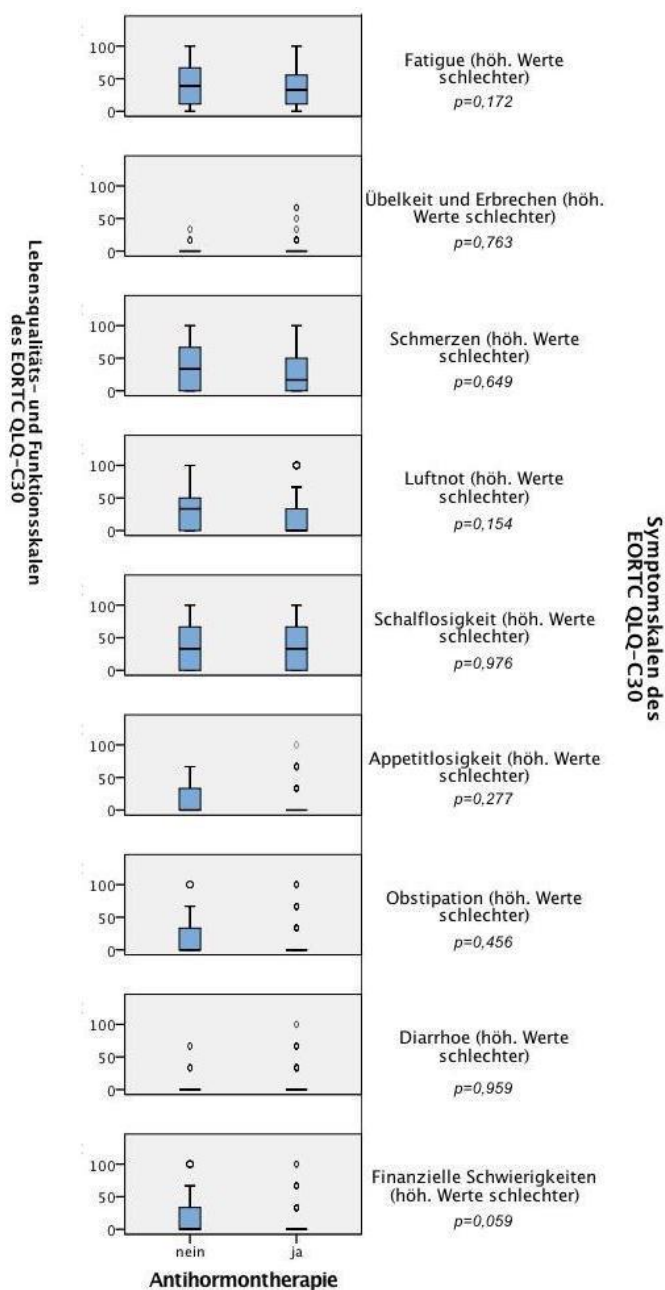 Lebensqualitäts- und Funktionsskalen
des EORTC QLQ-C30
100
50
0
Fatigue (höh. Werte
schlechter)
p=0,172
100
50
0
Übelkeit und Erbrechen (höh.
Werte schlechter)
p=0,763
100
50
0
Schmerzen (höh. Werte
schlechter)
p=0,649
100
50
0
Luftnot (höh. Werte
schlechter)
p=0,154
100
50
0
Schalflosigkeit (höh. Werte
schlechter)
p=0,976
100
50
0
Appetitlosigkeit (höh. Werte
schlechter)
p=0,277
100
50
0
Obstipation (höh. Werte
schlechter)
p=0,456
100
50
0
Diarrhoe (höh. Werte
schlechter)
p=0,959
100
50
0
Finanzielle Schwierigkeiten
(höh. Werte schlechter)
p=0,059
nein ja
Antihormontherapie
Symptomskalen des
EORTC QLQ-C30